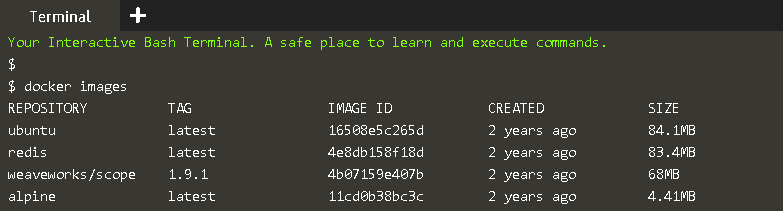 Terminal +
Your Interactive Bash Terminal. A safe place to learn and execute commands.
$
$ docker images
REPOSITORY TAG IMAGE ID CREATED SIZE
ubuntu latest 16508e5c265d 2 years ago 84.1MB
redis latest 4e8db158f18d 2 years ago 83.4MB
weaveworks/scope 1.9.1 4b07159e407b 2 years ago 68MB
alpine latest 11cd0b38bc3c 2 years ago 4.41MB